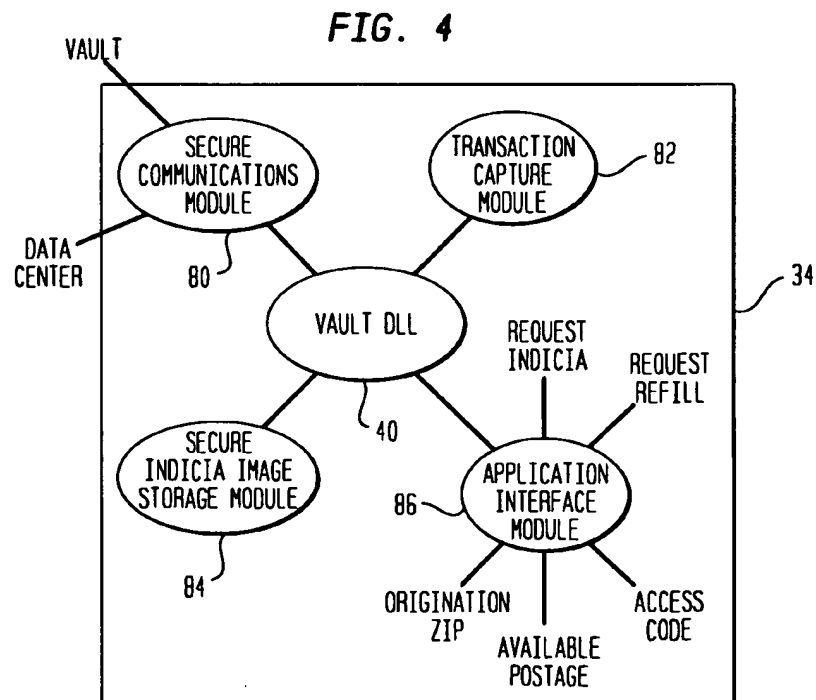 FIG. 4
VAULT
SECURE
COMMUNICATIONS
MODULE
TRANSACTION
CAPTURE
MODULE
82
DATA
CENTER
80
34
VAULT DLL
REQUEST
INDICIA
REQUEST
REFILL
40
SECURE
INDICIA IMAGE
STORAGE MODULE
APPLICATION
INTERFACE
MODULE
86
84
ORIGINATION
ZIP
AVAILABLE
POSTAGE
ACCESS
CODE